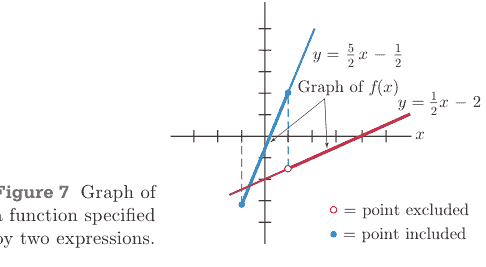 y = 5/2 x − 1/2
Graph of f(x)
y = 1/2 x − 2
x
Figure 7 Graph of
a function specified
by two expressions.
= point excluded
= point included